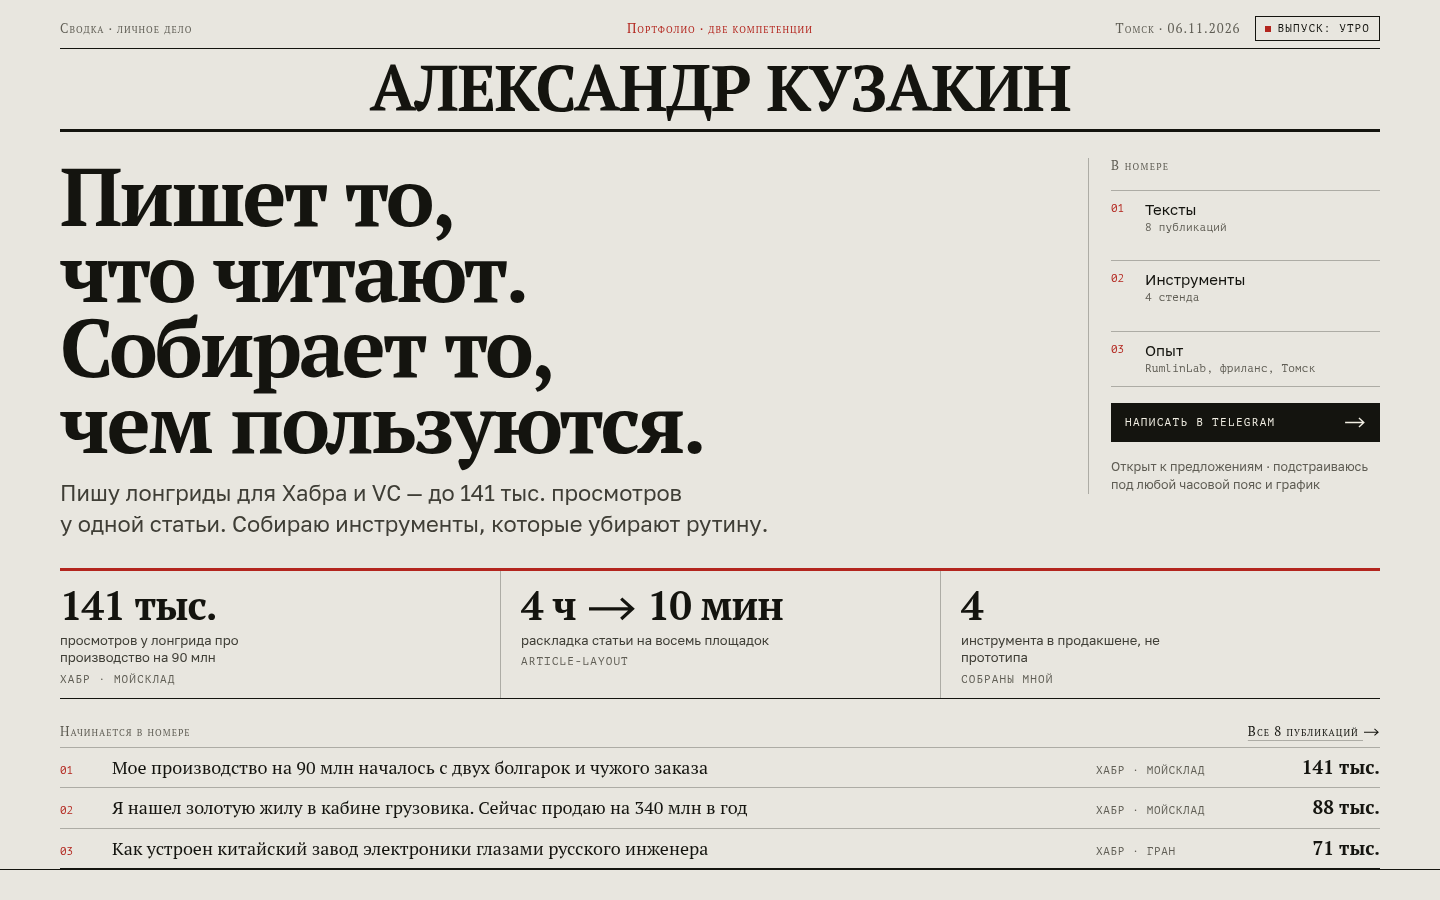 Сводка · личное дело
Портфолио · две компетенции
Томск · 06.11.2026
ВЫПУСК: УТРО
АЛЕКСАНДР КУЗАКИН
Пишет то,
что читают.
Собирает то,
чем пользуются.
Пишу лонгриды для Хабра и VC — до 141 тыс. просмотров
у одной статьи. Собираю инструменты, которые убирают рутину.
В номере
01 Тексты
8 публикаций
02 Инструменты
4 стенда
03 Опыт
RumlinLab, фриланс, Томск
НАПИСАТЬ В TELEGRAM →
Открыт к предложениям · подстраиваюсь
под любой часовой пояс и график
141 тыс.
просмотров у лонгрида про
производство на 90 млн
ХАБР · МОЙСКЛАД
4 ч → 10 мин
раскладка статьи на восемь площадок
ARTICLE-LAYOUT
4
инструмента в продакшене, не
прототипа
СОБРАНЫ МНОЙ
Начинается в номере
Все 8 публикаций →
01 Мое производство на 90 млн началось с двух болгарок и чужого заказа ХАБР · МОЙСКЛАД 141 тыс.
02 Я нашел золотую жилу в кабине грузовика. Сейчас продаю на 340 млн в год ХАБР · МОЙСКЛАД 88 тыс.
03 Как устроен китайский завод электроники глазами русского инженера ХАБР · ГРАН 71 тыс.